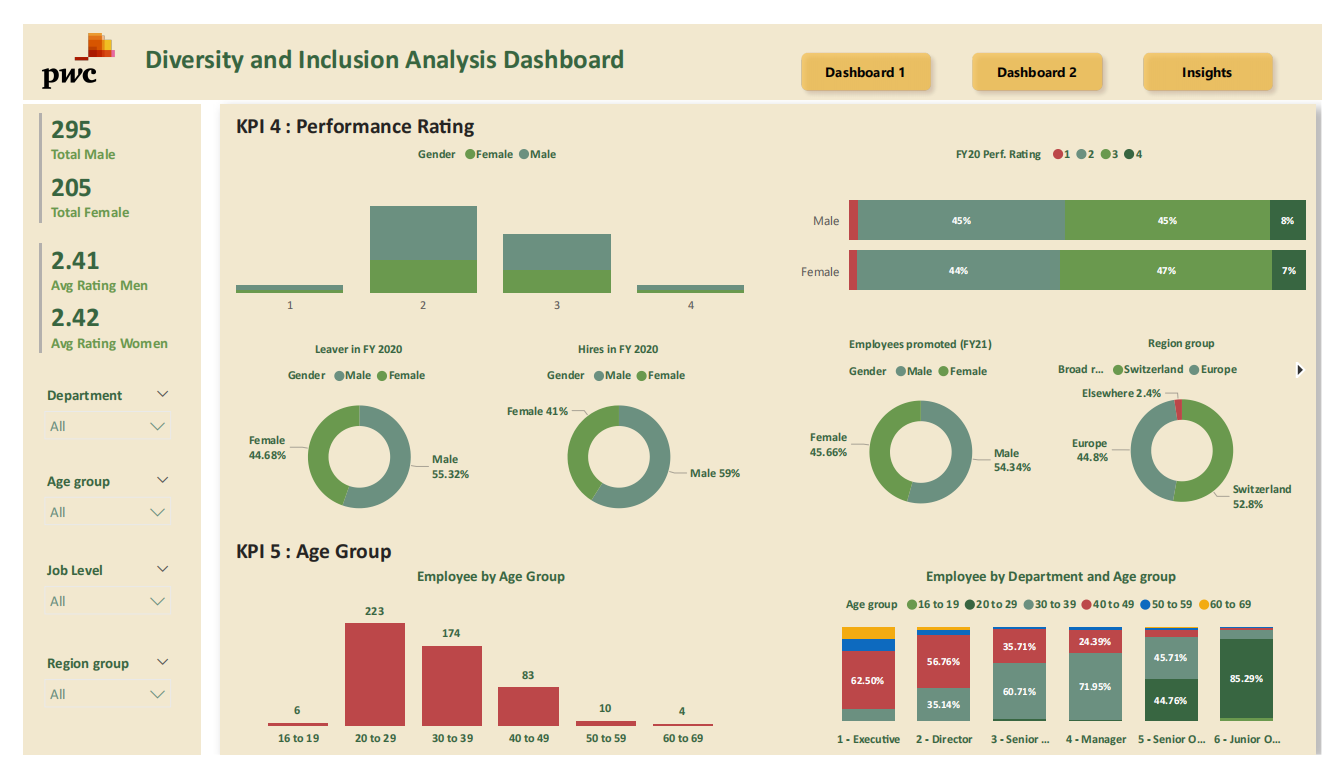 pwc
Diversity and Inclusion Analysis Dashboard
Dashboard 1
Dashboard 2
Insights
295
Total Male
205
Total Female
2.41
Avg Rating Men
2.42
Avg Rating Women
Department
All
Age group
All
Job Level
All
Region group
All
KPI 4 : Performance Rating
Gender Female Male
1 2 3 4
FY20 Perf. Rating 1 2 3 4
Male 45% 45% 8%
Female 44% 47% 7%
Leaver in FY 2020
Gender Male Female
Female
44.68%
Male
55.32%
Hires in FY 2020
Gender Male Female
Female 41%
Male 59%
Employees promoted (FY21)
Gender Male Female
Female
45.66%
Male
54.34%
Region group
Broad r... Switzerland Europe
Elsewhere 2.4%
Europe
44.8%
Switzerland
52.8%
KPI 5 : Age Group
Employee by Age Group
6 223 174 83 10 4
16 to 19 20 to 29 30 to 39 40 to 49 50 to 59 60 to 69
Employee by Department and Age group
Age group 16 to 19 20 to 29 30 to 39 40 to 49 50 to 59 60 to 69
62.50%
56.76%
35.14%
35.71%
60.71%
24.39%
71.95%
45.71%
44.76%
85.29%
1 - Executive 2 - Director 3 - Senior ... 4 - Manager 5 - Senior O... 6 - Junior O...